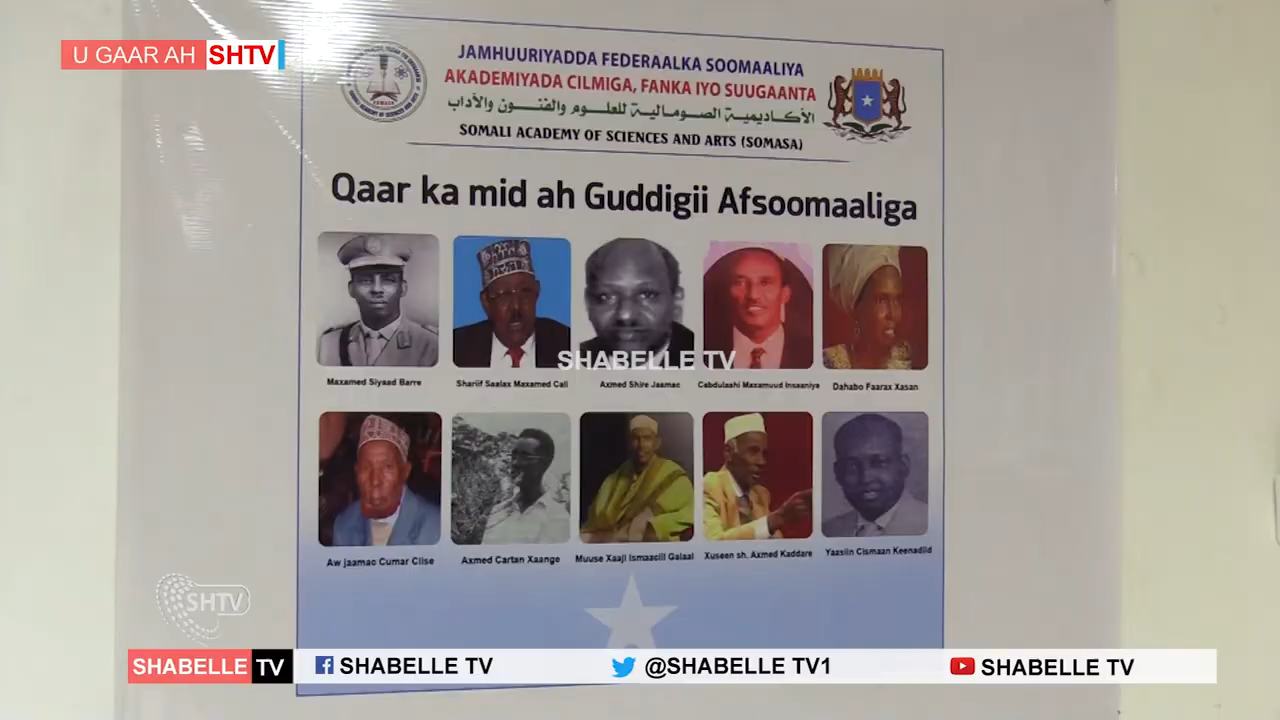 U GAAR AH SHTV
JAMHUURIYADDA FEDERAALKA SOOMAALIYA
AKADEMIYADA CILMIGA, FANKA IYO SUUGAANTA
الأكاديمية الصومالية للعلوم والفنون والأداب
SOMALI ACADEMY OF SCIENCES AND ARTS (SOMASA)
Qaar ka mid ah Guddigii Afsoomaaliga
SHABELLE TV
Maxamed Siyaad Barre
Shariif Saalax Maxamed Cali
Axmed Shire Jaamac
Cabdulaahi Maxamuud Insaaniya
Dahabo Faarax Xasan
Aw jaamac Cumar Ciise
Axmed Cartan Xaange
Muuse Xaaji Ismaaciil Galaal
Xuseen sh. Axmed Kaddare
Yaasiin Cismaan Keenadiid
SHTV
SHABELLE TV
SHABELLE TV
@SHABELLE TV1
SHABELLE TV